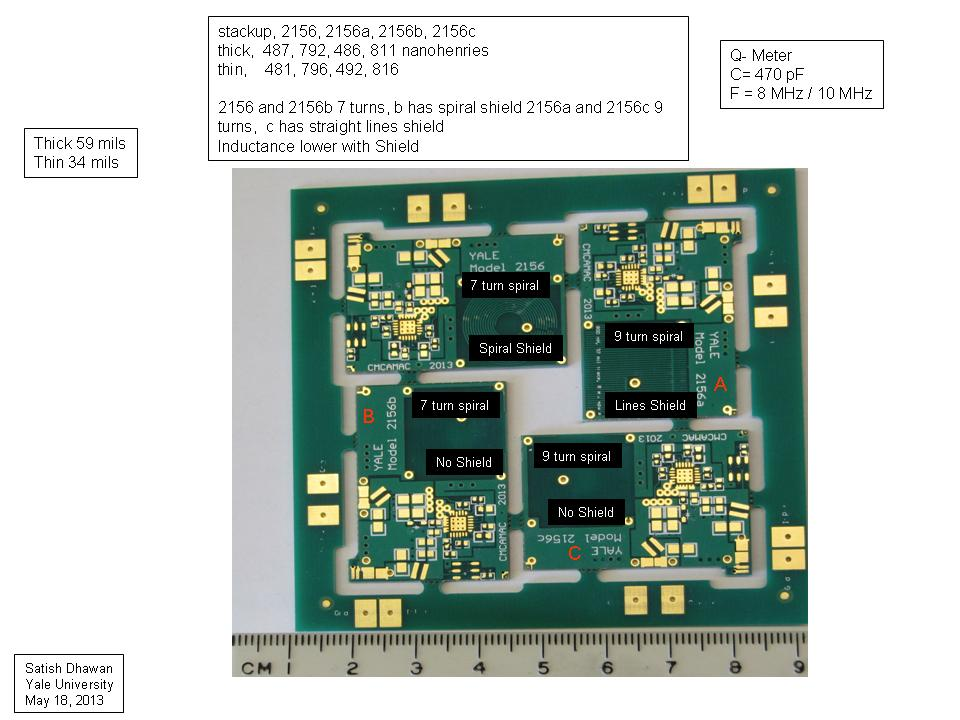 stackup, 2156, 2156a, 2156b, 2156c
thick, 487, 792, 486, 811 nanohenries
thin, 481, 796, 492, 816
2156 and 2156b 7 turns, b has spiral shield 2156a and 2156c 9
turns, c has straight lines shield
Inductance lower with Shield
Q- Meter
C= 470 pF
F = 8 MHz / 10 MHz
Thick 59 mils
Thin 34 mils
YALE
Model 2156
7 turn spiral
Spiral Shield
CMCAMAC 2013
CMCAMAC 2013
9 turn spiral
YALE
Model 2156a
A
Lines Shield
B
YALE
Model 2156b
7 turn spiral
No Shield
CMCAMAC 2013
CMCAMAC
2013
9 turn spiral
No Shield
YALE
Model 2156c
C
CM 1 2 3 4 5 6 7 8 9
Satish Dhawan
Yale University
May 18, 2013